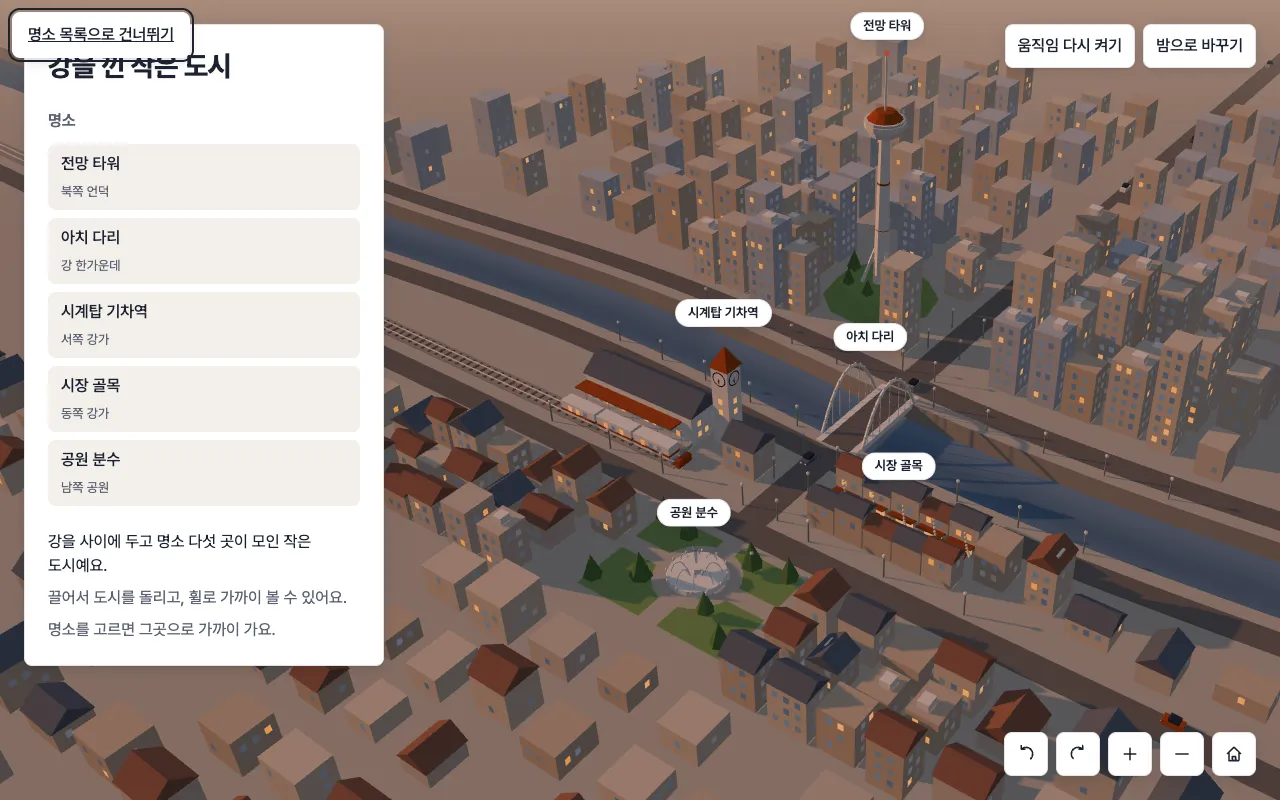 명소 목록으로 건너뛰기
강을 낀 작은 도시
명소
전망 타워
북쪽 언덕
아치 다리
강 한가운데
시계탑 기차역
서쪽 강가
시장 골목
동쪽 강가
공원 분수
남쪽 공원
강을 사이에 두고 명소 다섯 곳이 모인 작은
도시예요.
끌어서 도시를 돌리고, 휠로 가까이 볼 수 있어요.
명소를 고르면 그곳으로 가까이 가요.
전망 타워
시계탑 기차역
아치 다리
시장 골목
공원 분수
움직임 다시 켜기
밤으로 바꾸기